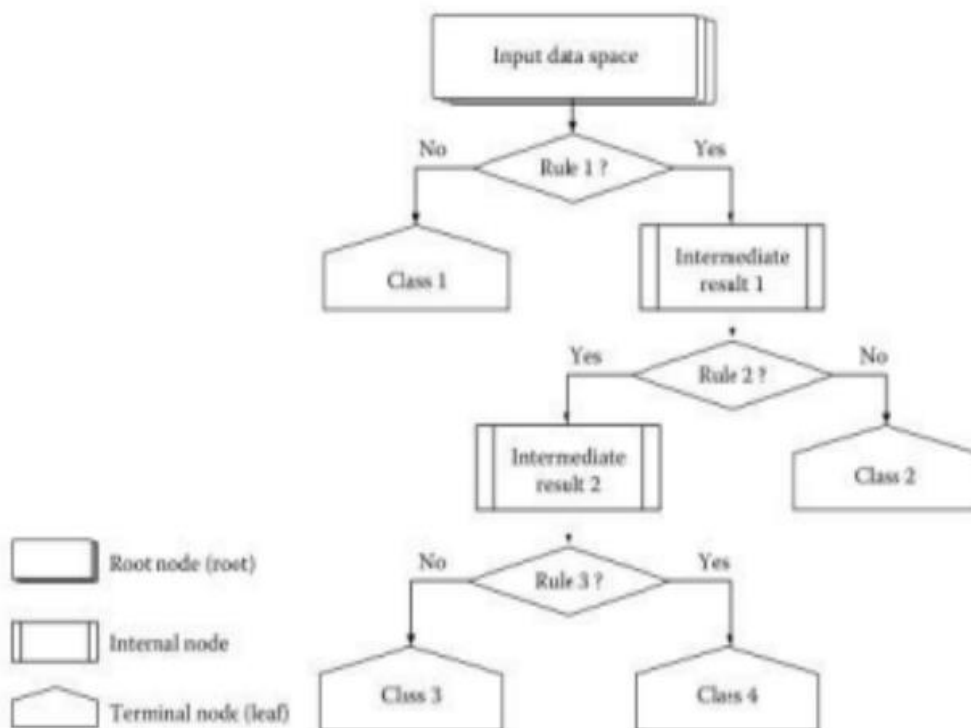 Input data space
No
Rule 1 ?
Yes
Class 1
Intermediate
result 1
Yes
Rule 2 ?
No
Intermediate
result 2
Class 2
Root node (root)
No
Rule 3 ?
Yes
Internal node
Class 3
Class 4
Terminal node (leaf)